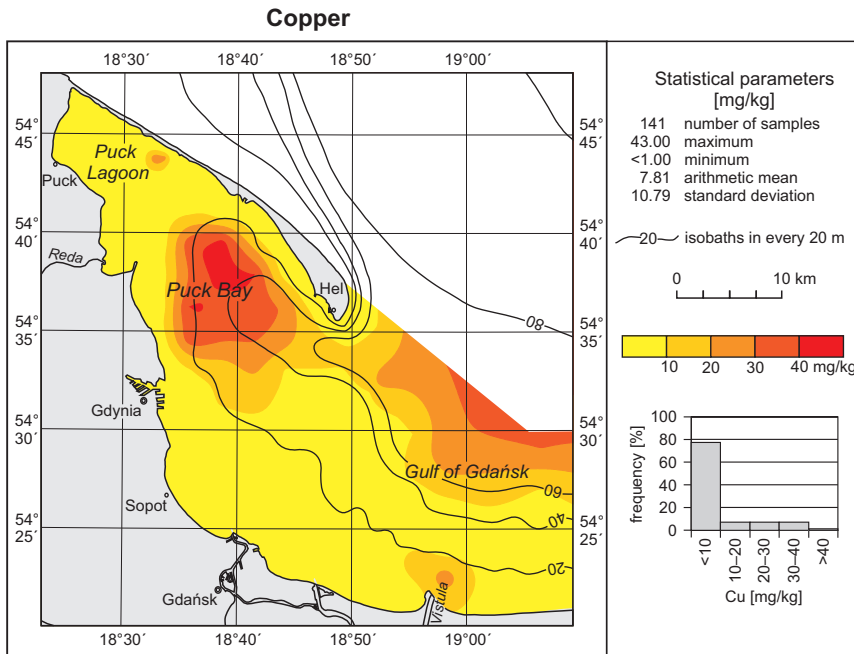 Copper
18°30´ 18°40´ 18°50´ 19°00´
54°
45´
54°
40´
54°
35´
54°
30´
54°
25´
54°
45´
54°
40´
54°
35´
54°
30´
54°
25´
Puck
Lagoon
Puck
Reda
Puck Bay
Hel
80
Gdynia
Gulf of Gdańsk
60
Sopot
40
20
Gdańsk
Vistula
18°30´ 18°40´ 18°50´ 19°00´
Statistical parameters
[mg/kg]
141 number of samples
43.00 maximum
<1.00 minimum
7.81 arithmetic mean
10.79 standard deviation
20 isobaths in every 20 m
0 10 km
10 20 30 40 mg/kg
100
80
60
40
20
0
frequency [%]
<10 10–20 20–30 30–40 >40
Cu [mg/kg]